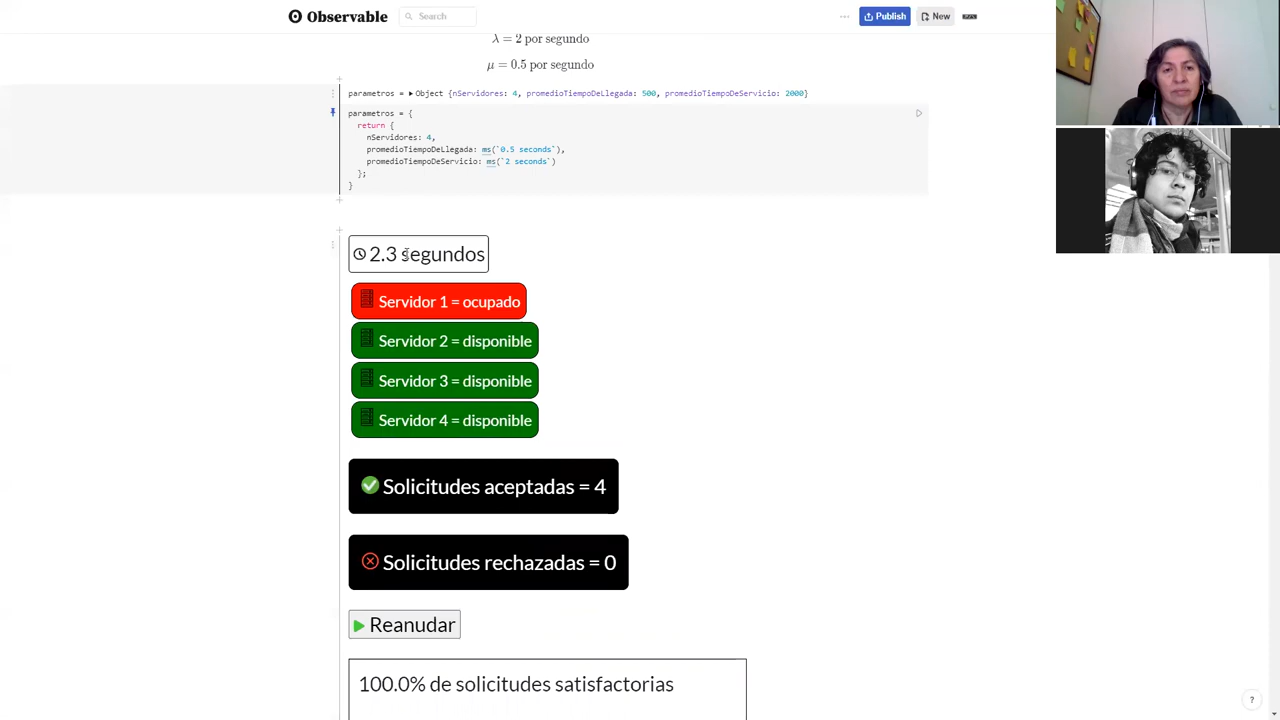 Observable
Search
Publish
New
λ = 2 por segundo
μ = 0.5 por segundo
parametros = ▶ Object {nServidores: 4, promedioTiempoDeLlegada: 500, promedioTiempoDeServicio: 2000}
parametros = {
return {
nServidores: 4,
promedioTiempoDeLlegada: ms(`0.5 seconds`),
promedioTiempoDeServicio: ms(`2 seconds`)
};
}
2.3 segundos
Servidor 1 = ocupado
Servidor 2 = disponible
Servidor 3 = disponible
Servidor 4 = disponible
Solicitudes aceptadas = 4
Solicitudes rechazadas = 0
Reanudar
100.0% de solicitudes satisfactorias
?